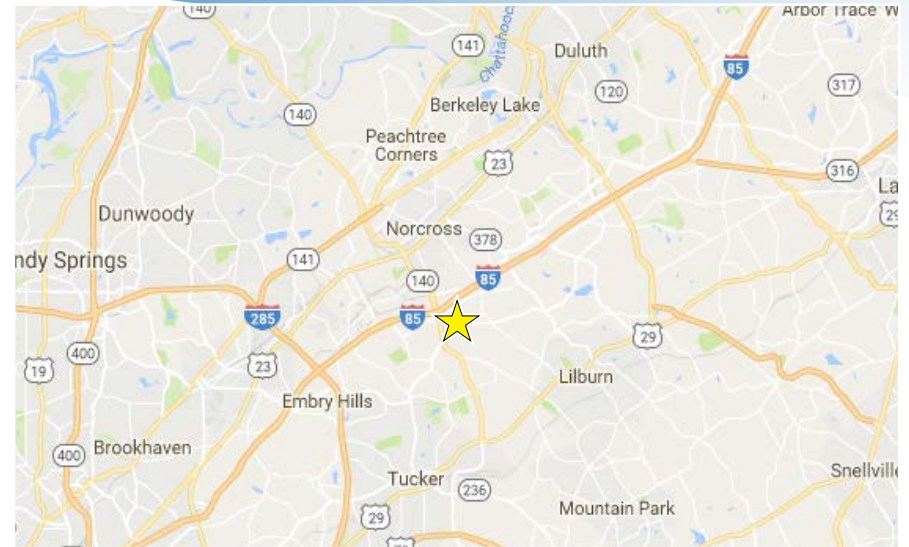 140
Arbor Trace W
141
Chattahooc
Duluth
85
120
317
Berkeley Lake
140
Peachtree
Corners
23
316
La
29
Dunwoody
Norcross
378
ndy Springs
141
140
85
285
85
400
19
23
29
Lilburn
Embry Hills
400
Brookhaven
Snellville
Tucker
236
Mountain Park
29